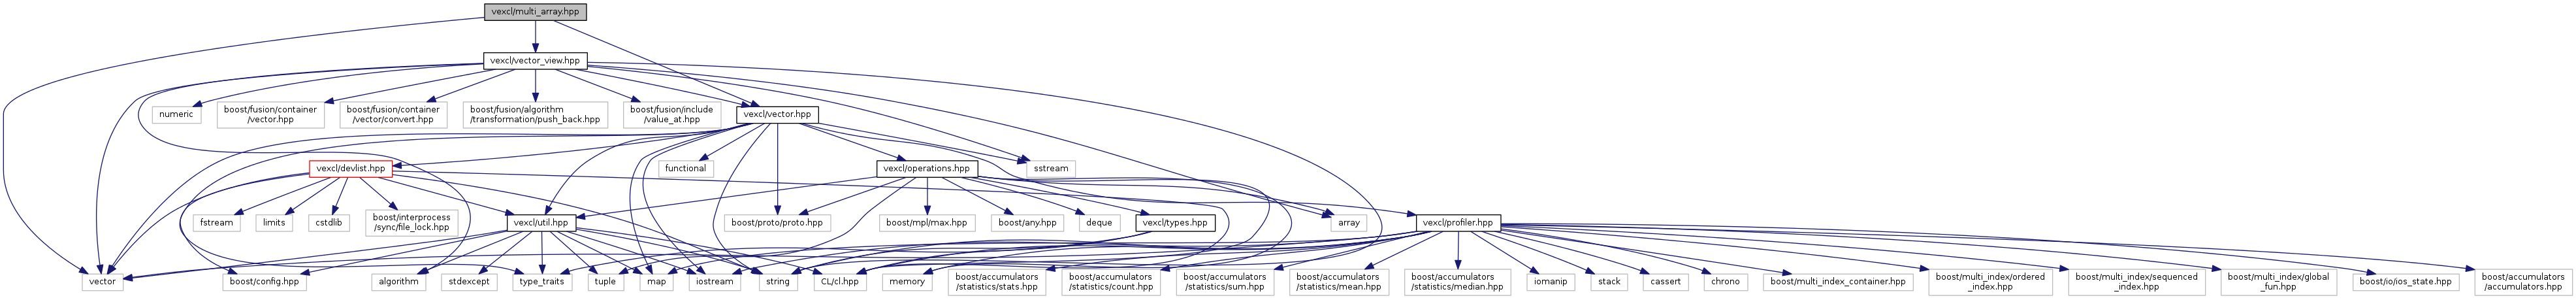 vexcl/multi_array.hpp
vexcl/vector_view.hpp
numeric
boost/fusion/container
/vector.hpp
boost/fusion/container
/vector/convert.hpp
boost/fusion/algorithm
/transformation/push_back.hpp
boost/fusion/include
/value_at.hpp
vexcl/vector.hpp
vexcl/devlist.hpp
functional
vexcl/operations.hpp
sstream
fstream
limits
cstdlib
boost/interprocess
/sync/file_lock.hpp
vexcl/util.hpp
boost/proto/proto.hpp
boost/mpl/max.hpp
boost/any.hpp
deque
vexcl/types.hpp
array
vexcl/profiler.hpp
vector
boost/config.hpp
algorithm
stdexcept
type_traits
tuple
map
iostream
string
CL/cl.hpp
memory
boost/accumulators
/statistics/stats.hpp
boost/accumulators
/statistics/count.hpp
boost/accumulators
/statistics/sum.hpp
boost/accumulators
/statistics/mean.hpp
boost/accumulators
/statistics/median.hpp
iomanip
stack
cassert
chrono
boost/multi_index_container.hpp
boost/multi_index/ordered
_index.hpp
boost/multi_index/sequenced
_index.hpp
boost/multi_index/global
_fun.hpp
boost/io/ios_state.hpp
boost/accumulators
/accumulators.hpp